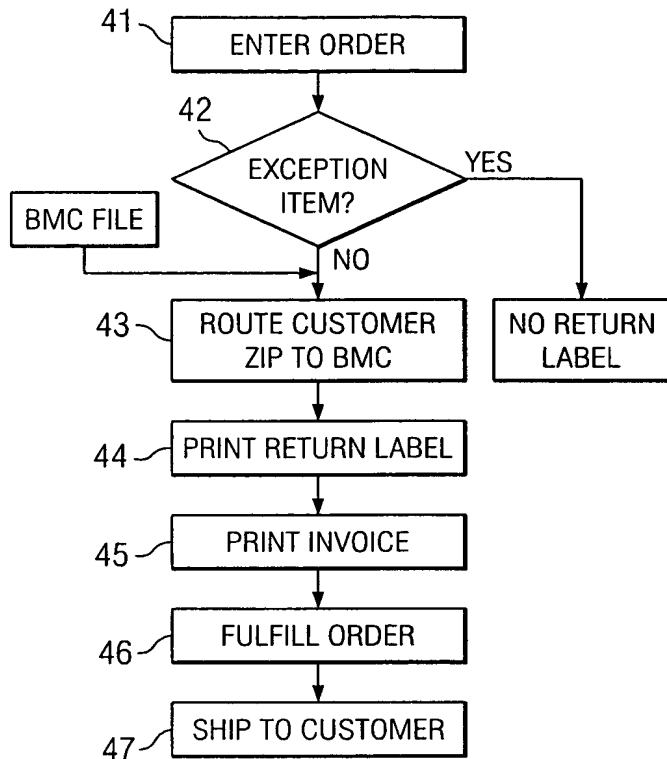 41
ENTER ORDER
42
EXCEPTION
ITEM?
YES
BMC FILE
NO
43
ROUTE CUSTOMER
ZIP TO BMC
NO RETURN
LABEL
44
PRINT RETURN LABEL
45
PRINT INVOICE
46
FULFILL ORDER
47
SHIP TO CUSTOMER